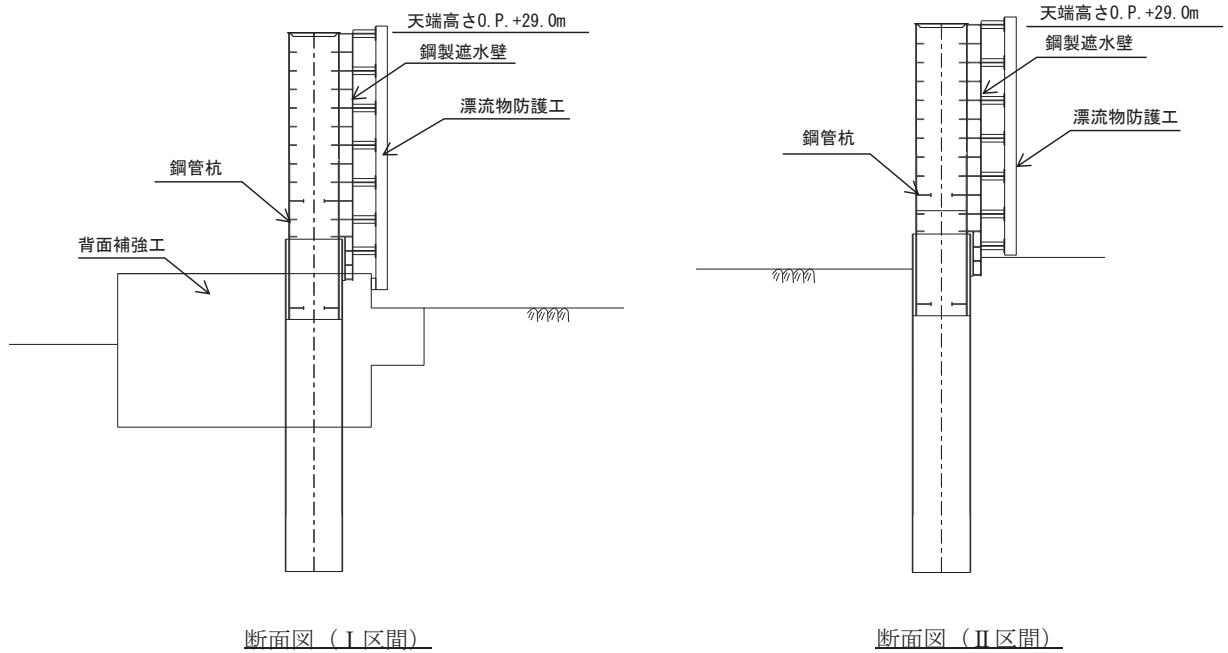 天端高さO.P.+29.0m
鋼製遮水壁
漂流物防護工
鋼管杭
背面補強工
断面図（Ⅰ区間）
天端高さO.P.+29.0m
鋼製遮水壁
漂流物防護工
鋼管杭
断面図（Ⅱ区間）